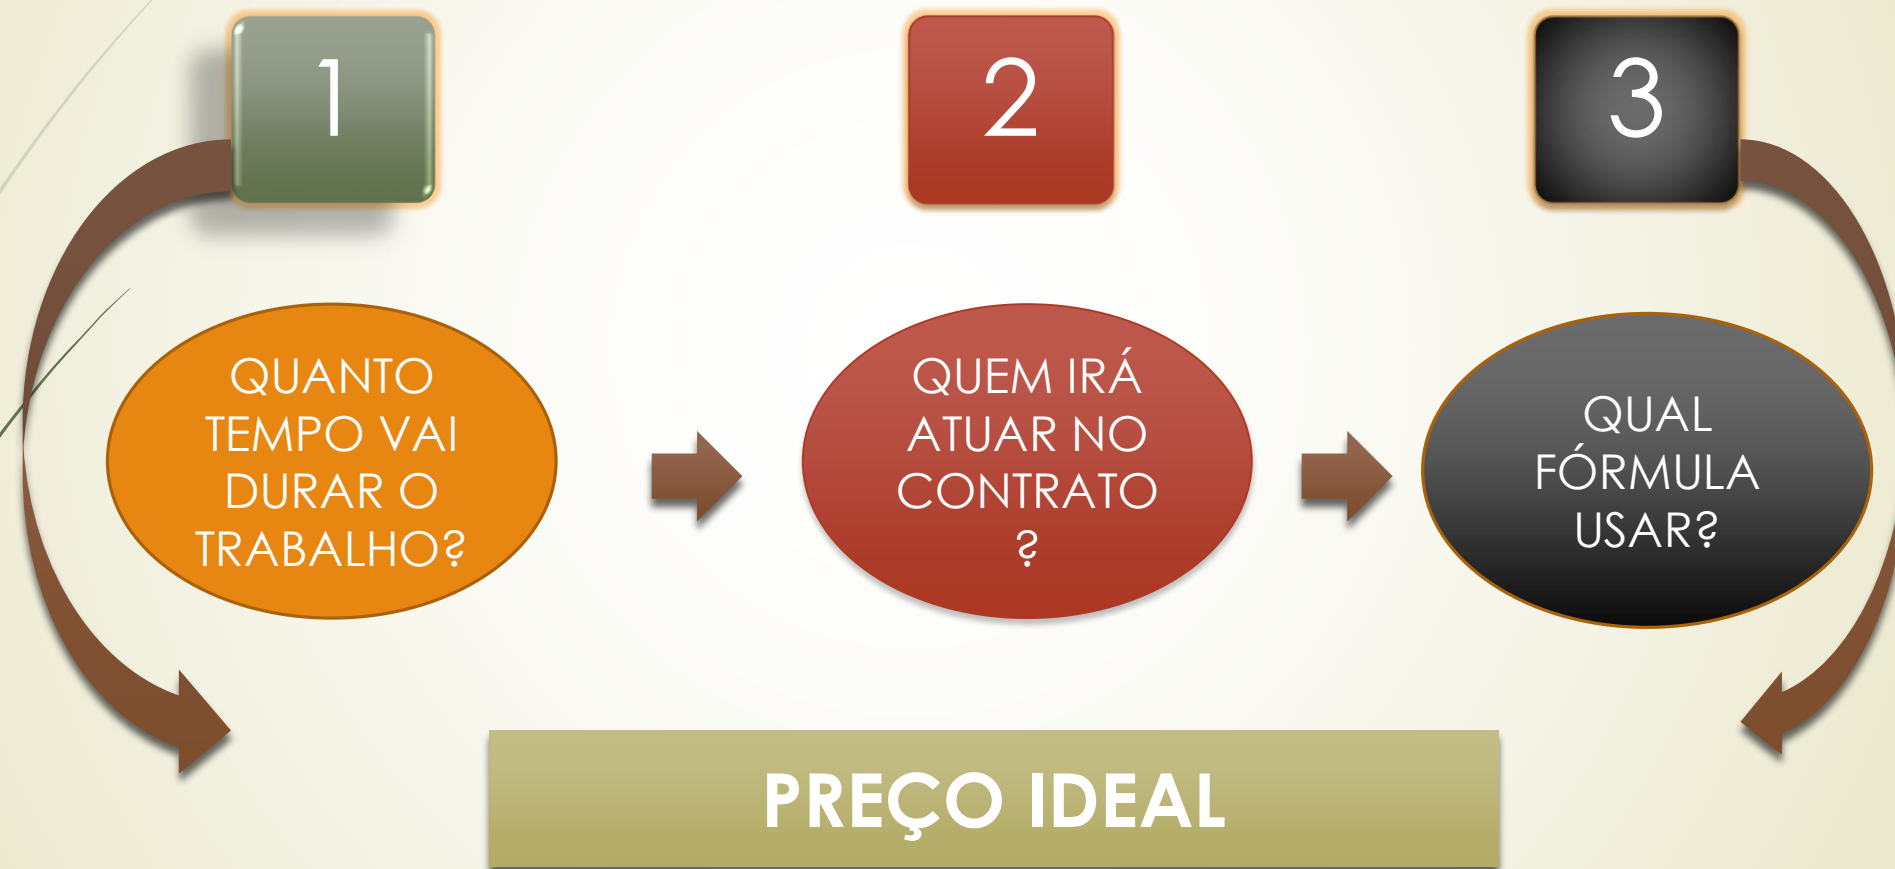 1
2
3
QUANTO
TEMPO VAI
DURAR O
TRABALHO?
QUEM IRÁ
ATUAR NO
CONTRATO
?
QUAL
FÓRMULA
USAR?
PREÇO IDEAL